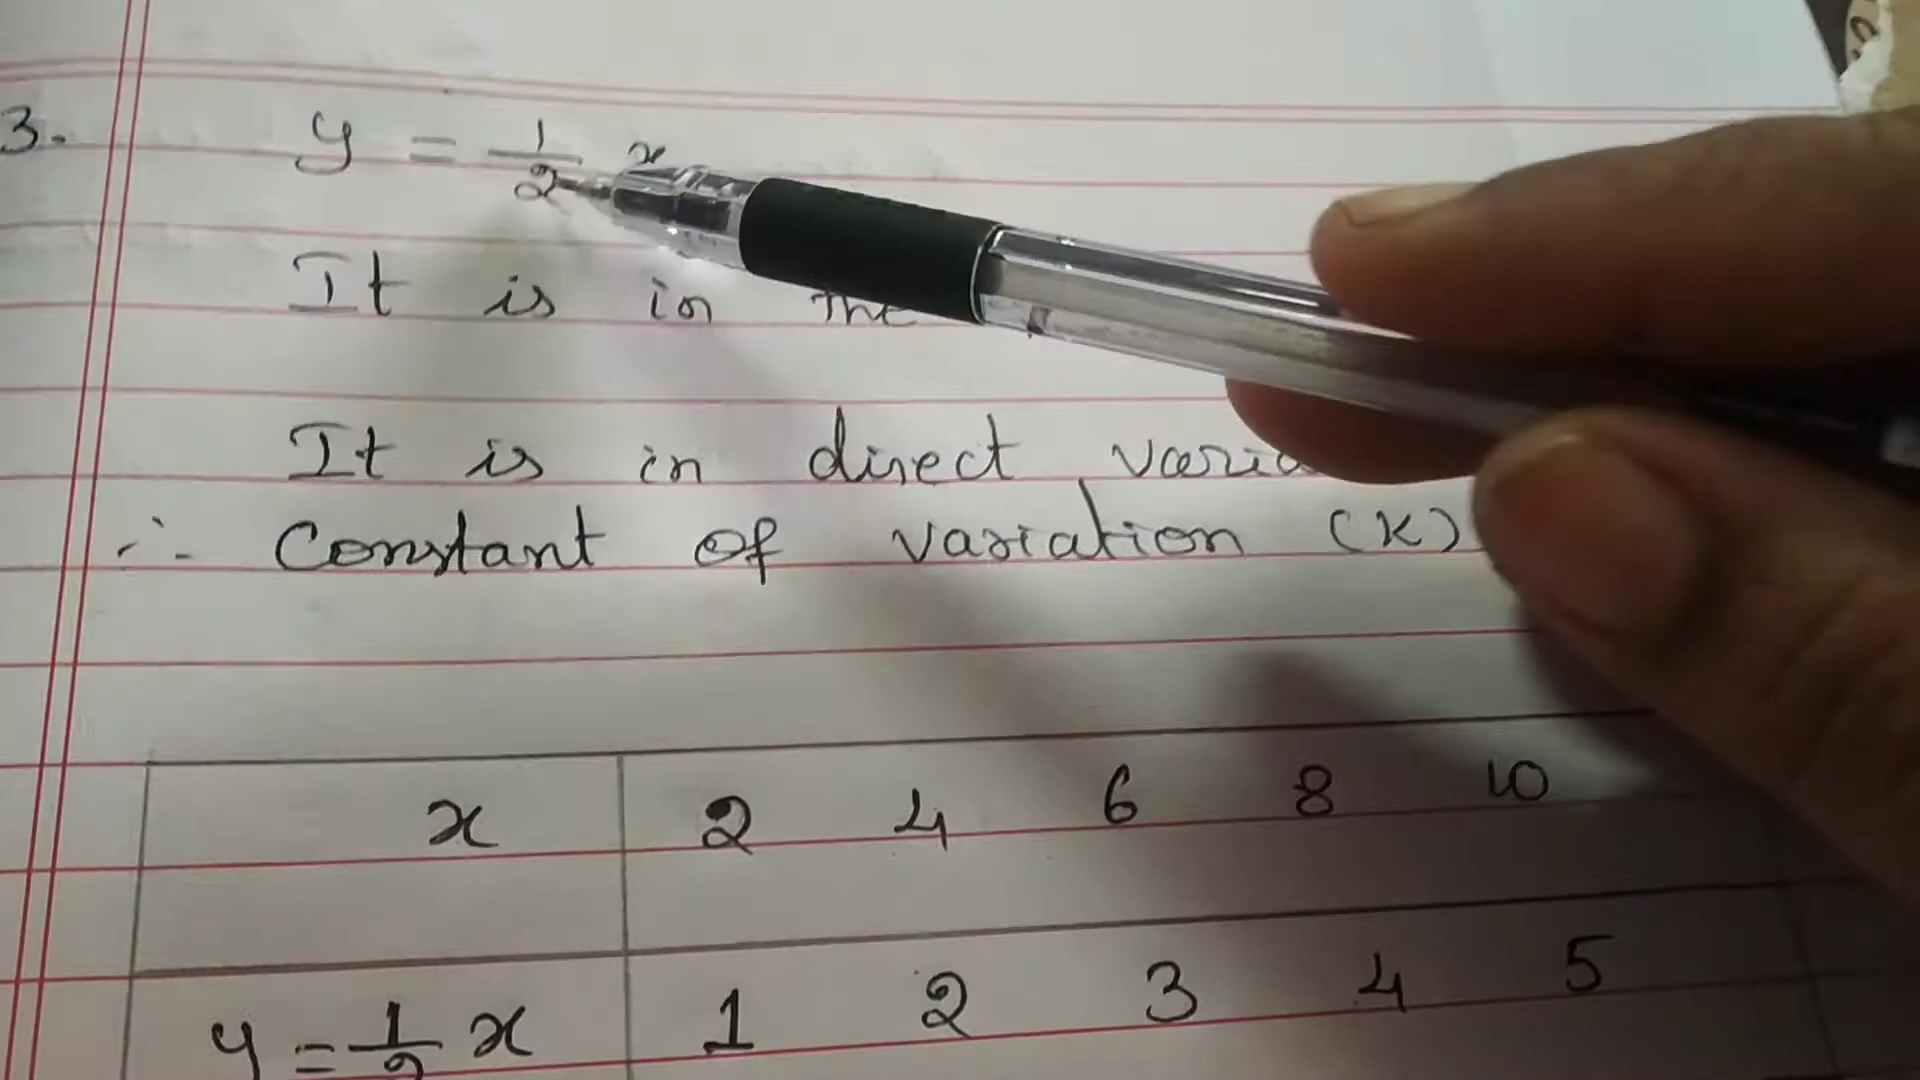 3. y = 1/2 x
It is in the
It is in direct
∴ Constant of variation (K)
x 2 4 6 8 10
y = 1/2 x 1 2 3 4 5